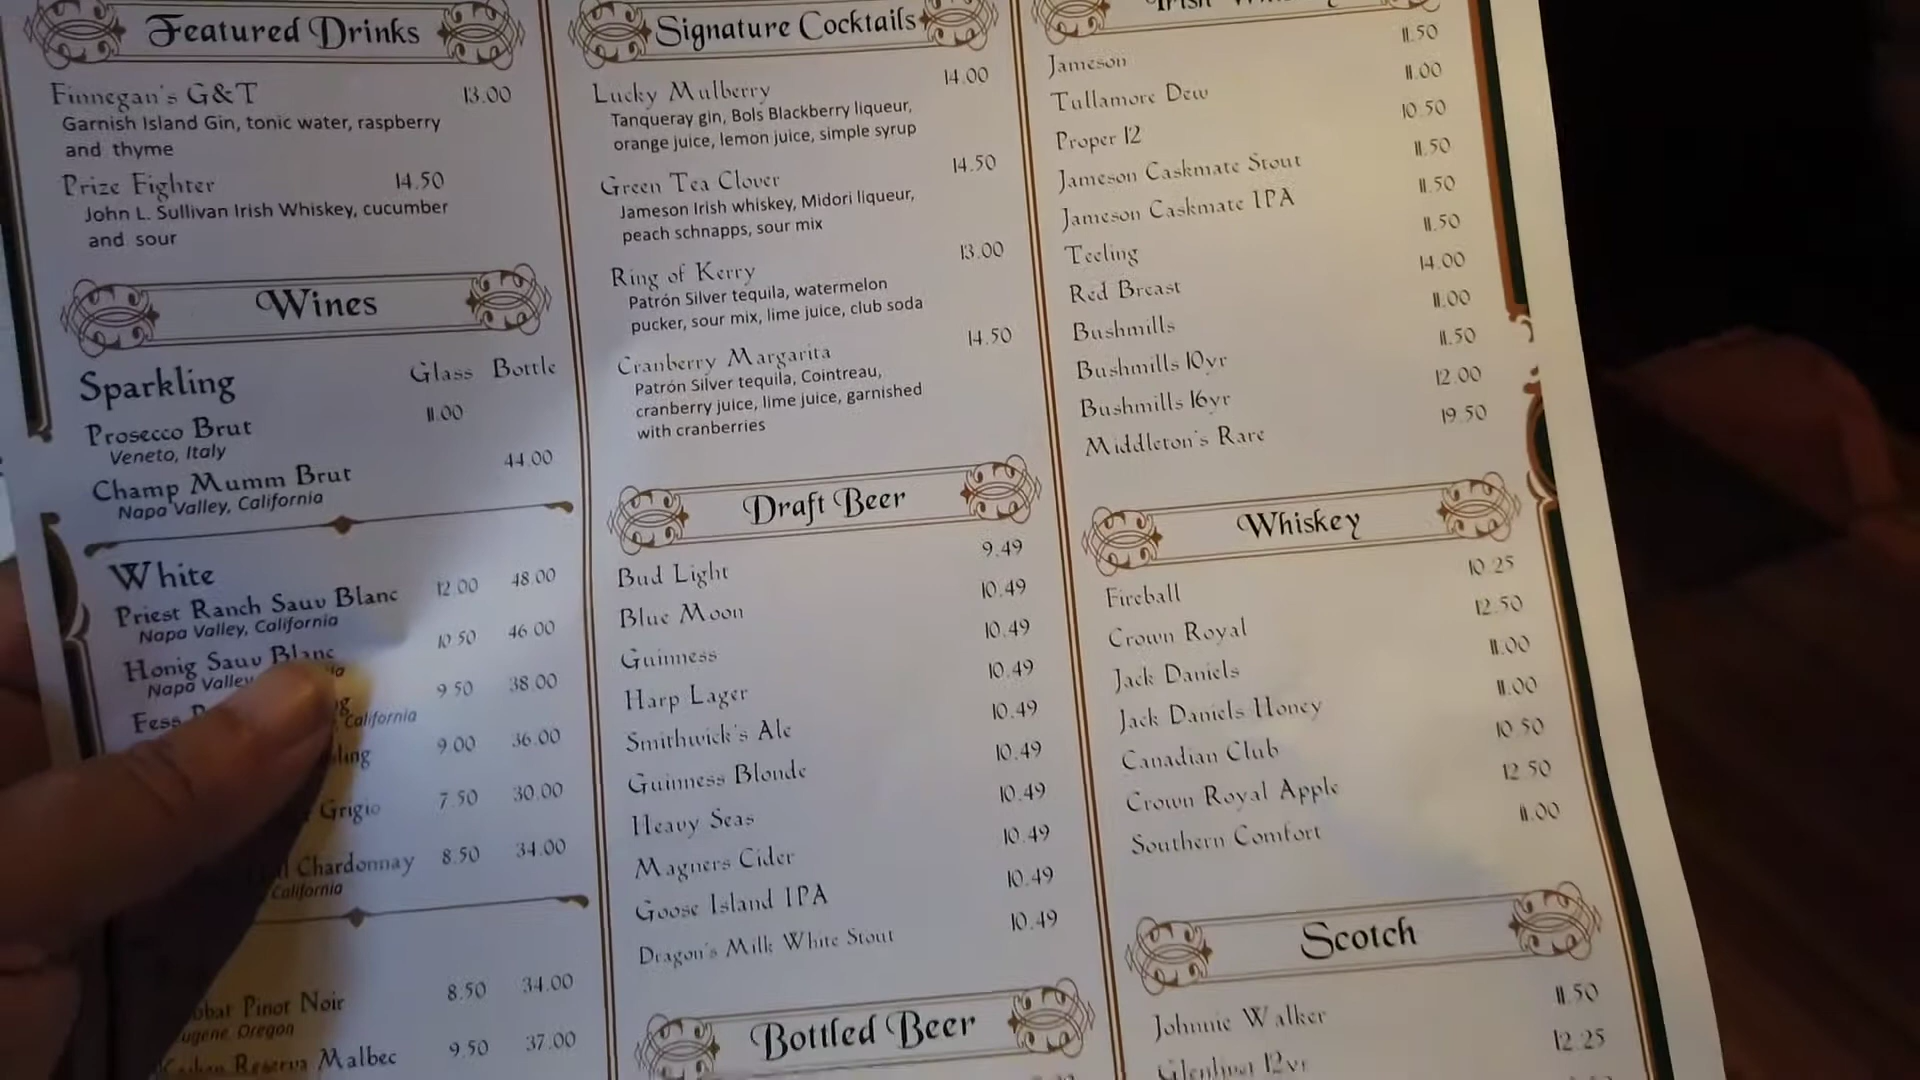 Featured Drinks
Finnegan's G&T 13.00
Garnish Island Gin, tonic water, raspberry
and thyme
Prize Fighter 14.50
John L. Sullivan Irish Whiskey, cucumber
and sour
Wines
Sparkling Glass Bottle
Prosecco Brut 11.00
Veneto, Italy
Champ Mumm Brut 44.00
Napa Valley, California
White
Priest Ranch Sauv Blanc 12.00 48.00
Napa Valley, California
Honig Sauv Blanc 10.50 46.00
Napa Valley
Fess 9.50 38.00
California
9.00 36.00
Grigio 7.50 30.00
Chardonnay 8.50 34.00
California
Pinot Noir 8.50 34.00
Oregon
Reserva Malbec 9.50 37.00
Signature Cocktails
Lucky Mulberry 14.00
Tanqueray gin, Bols Blackberry liqueur,
orange juice, lemon juice, simple syrup
Green Tea Clover 14.50
Jameson Irish whiskey, Midori liqueur,
peach schnapps, sour mix
Ring of Kerry 13.00
Patrón Silver tequila, watermelon
pucker, sour mix, lime juice, club soda
Cranberry Margarita 14.50
Patrón Silver tequila, Cointreau,
cranberry juice, lime juice, garnished
with cranberries
Draft Beer
Bud Light 9.49
Blue Moon 10.49
Guinness 10.49
Harp Lager 10.49
Smithwick's Ale 10.49
Guinness Blonde 10.49
Heavy Seas 10.49
Magners Cider 10.49
Goose Island IPA 10.49
Dragon's Milk White Stout 10.49
Bottled Beer
Irish
Jameson 11.50
Tullamore Dew 11.00
Proper 12 10.50
Jameson Caskmate Stout 11.50
Jameson Caskmate IPA 11.50
Teeling 11.50
Red Breast 14.00
Bushmills 11.00
Bushmills 10yr 11.50
Bushmills 16yr 12.00
Middleton's Rare 19.50
Whiskey
Fireball 10.25
Crown Royal 12.50
Jack Daniels 11.00
Jack Daniels Honey 11.00
Canadian Club 10.50
Crown Royal Apple 12.50
Southern Comfort 11.00
Scotch
Johnnie Walker 11.50
12yr 12.25